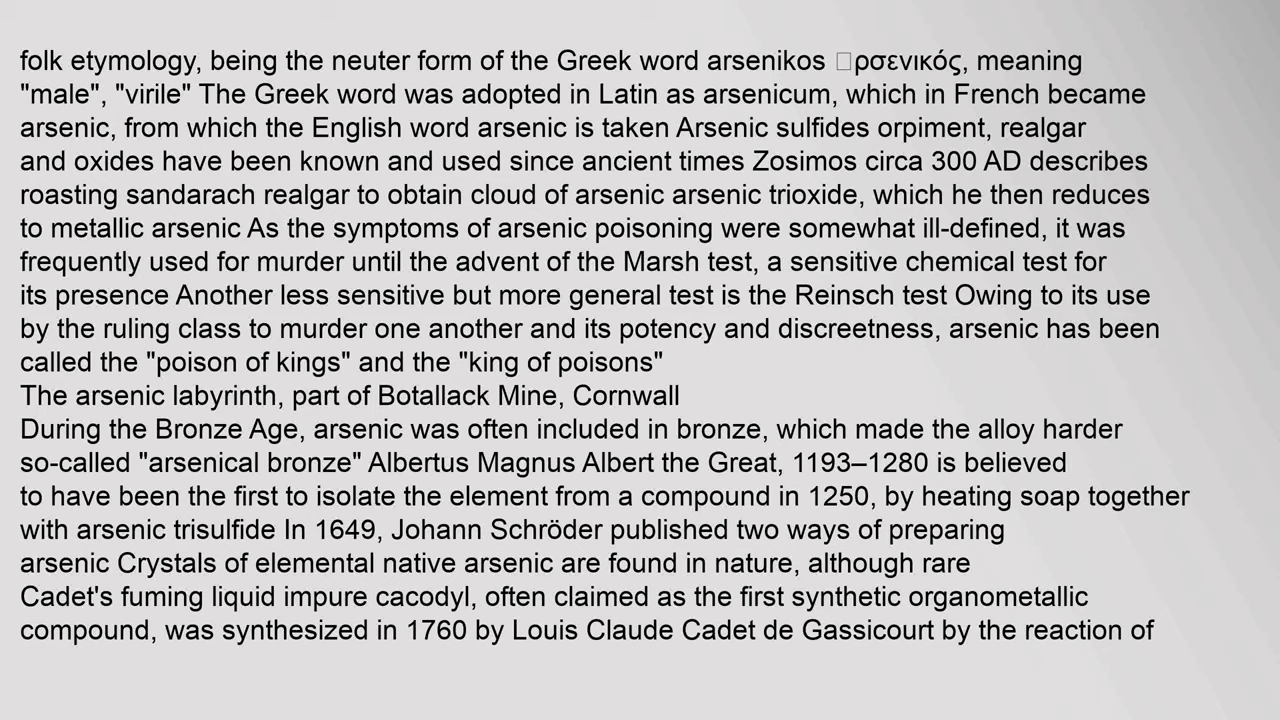 folk etymology, being the neuter form of the Greek word arsenikos □ρσενικός, meaning
"male", "virile" The Greek word was adopted in Latin as arsenicum, which in French became
arsenic, from which the English word arsenic is taken Arsenic sulfides orpiment, realgar
and oxides have been known and used since ancient times Zosimos circa 300 AD describes
roasting sandarach realgar to obtain cloud of arsenic arsenic trioxide, which he then reduces
to metallic arsenic As the symptoms of arsenic poisoning were somewhat ill-defined, it was
frequently used for murder until the advent of the Marsh test, a sensitive chemical test for
its presence Another less sensitive but more general test is the Reinsch test Owing to its use
by the ruling class to murder one another and its potency and discreetness, arsenic has been
called the "poison of kings" and the "king of poisons"
The arsenic labyrinth, part of Botallack Mine, Cornwall
During the Bronze Age, arsenic was often included in bronze, which made the alloy harder
so-called "arsenical bronze" Albertus Magnus Albert the Great, 1193–1280 is believed
to have been the first to isolate the element from a compound in 1250, by heating soap together
with arsenic trisulfide In 1649, Johann Schröder published two ways of preparing
arsenic Crystals of elemental native arsenic are found in nature, although rare
Cadet's fuming liquid impure cacodyl, often claimed as the first synthetic organometallic
compound, was synthesized in 1760 by Louis Claude Cadet de Gassicourt by the reaction of